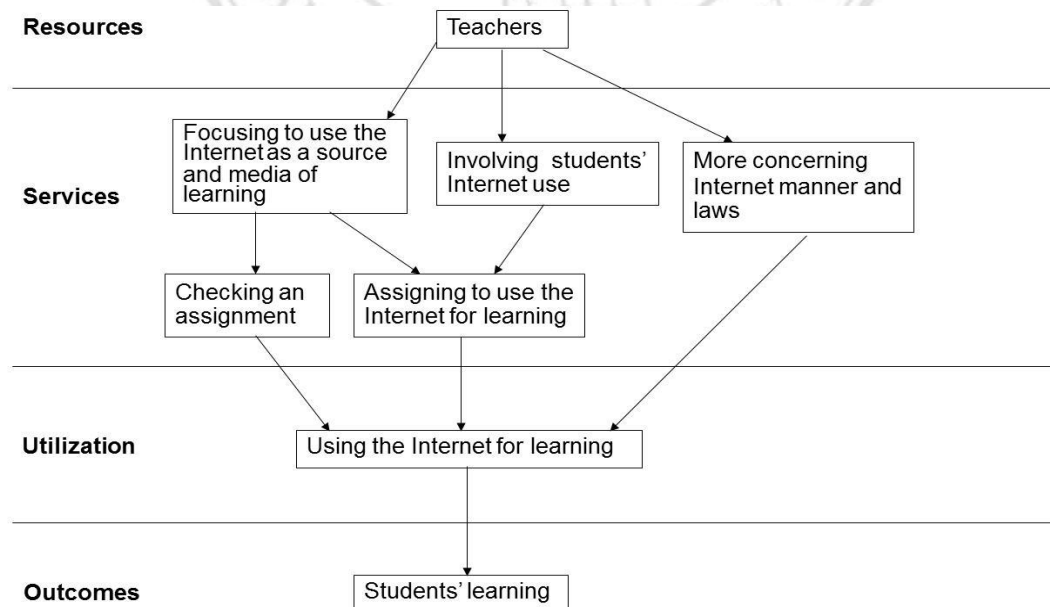 Resources
Teachers
Services
Focusing to use the
Internet as a source
and media of
learning
Involving students’
Internet use
More concerning
Internet manner and
laws
Checking an
assignment
Assigning to use the
Internet for learning
Utilization
Using the Internet for learning
Outcomes
Students’ learning